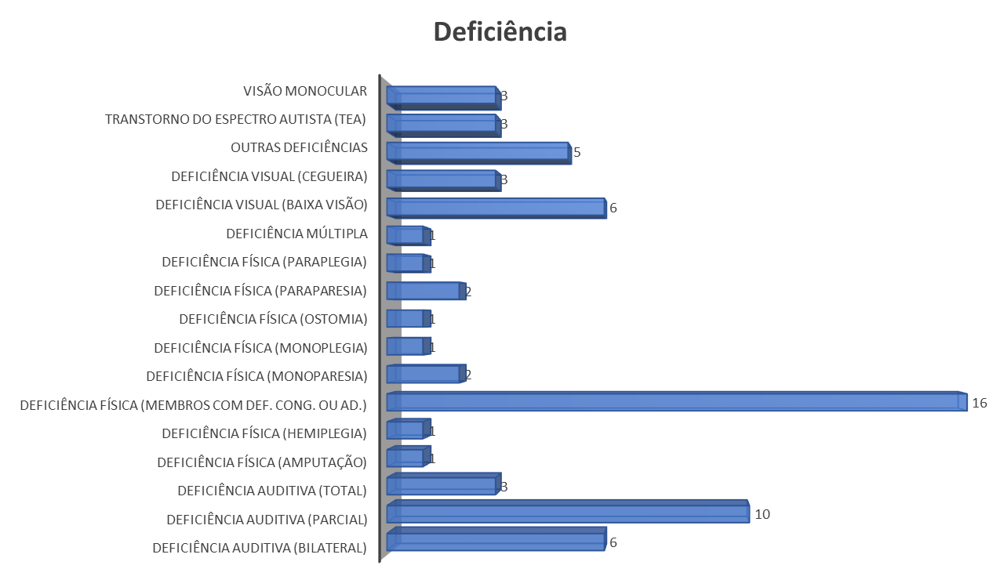 Deficiência
VISÃO MONOCULAR 3
TRANSTORNO DO ESPECTRO AUTISTA (TEA) 3
OUTRAS DEFICIÊNCIAS 5
DEFICIÊNCIA VISUAL (CEGUEIRA) 3
DEFICIÊNCIA VISUAL (BAIXA VISÃO) 6
DEFICIÊNCIA MÚLTIPLA 1
DEFICIÊNCIA FÍSICA (PARAPLEGIA) 1
DEFICIÊNCIA FÍSICA (PARAPARESIA) 2
DEFICIÊNCIA FÍSICA (OSTOMIA) 1
DEFICIÊNCIA FÍSICA (MONOPLEGIA) 1
DEFICIÊNCIA FÍSICA (MONOPARESIA) 2
DEFICIÊNCIA FÍSICA (MEMBROS COM DEF. CONG. OU AD.) 16
DEFICIÊNCIA FÍSICA (HEMIPLEGIA) 1
DEFICIÊNCIA FÍSICA (AMPUTAÇÃO) 1
DEFICIÊNCIA AUDITIVA (TOTAL) 3
DEFICIÊNCIA AUDITIVA (PARCIAL) 10
DEFICIÊNCIA AUDITIVA (BILATERAL) 6